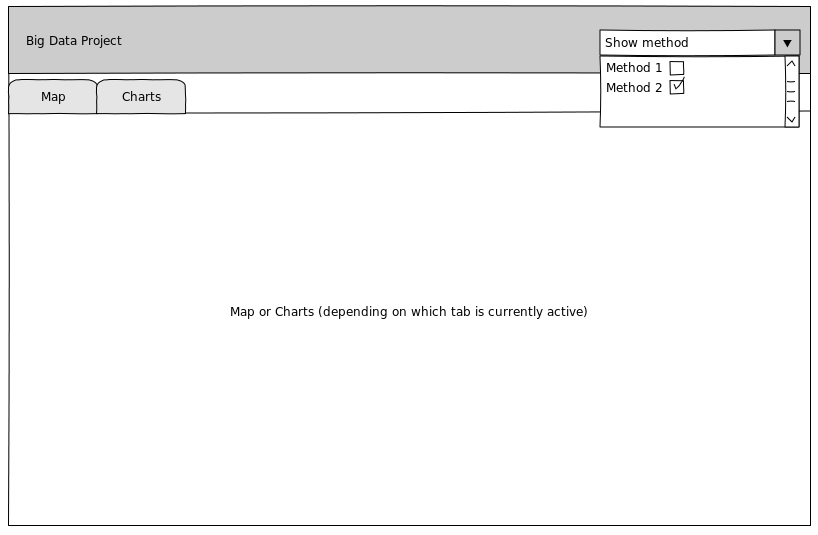 Big Data Project
Show method
Method 1
Method 2
Map
Charts
Map or Charts (depending on which tab is currently active)